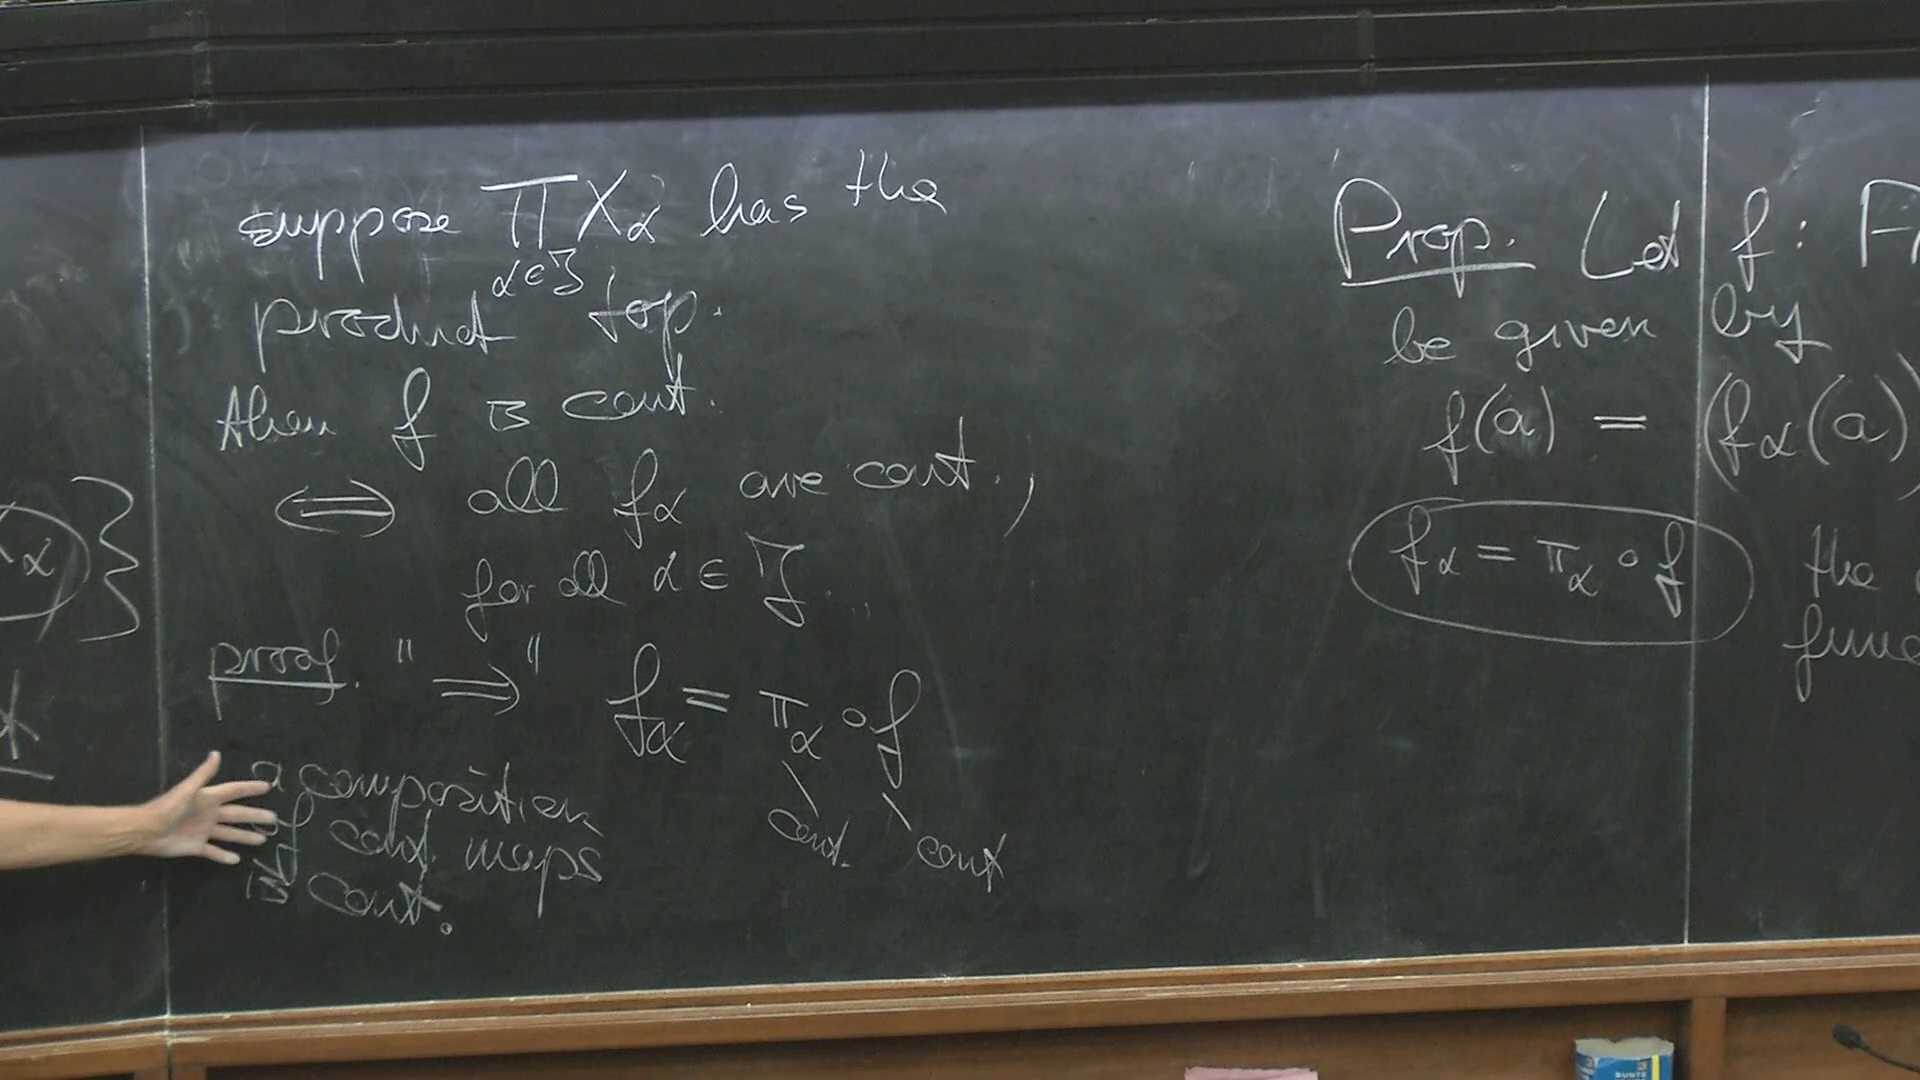 suppose ∏ Xα has the
α∈J
product top.
then f is cont.
⟺ all fα are cont.,
for all α ∈ J.
proof. "⇒" fα = πα ∘ f
cont. cont
a composition
of cont. maps
is cont.
α
Prop. Let f:
be given by
f(a) = (fα(a)
fα = πα ∘ f
the
BUNTE